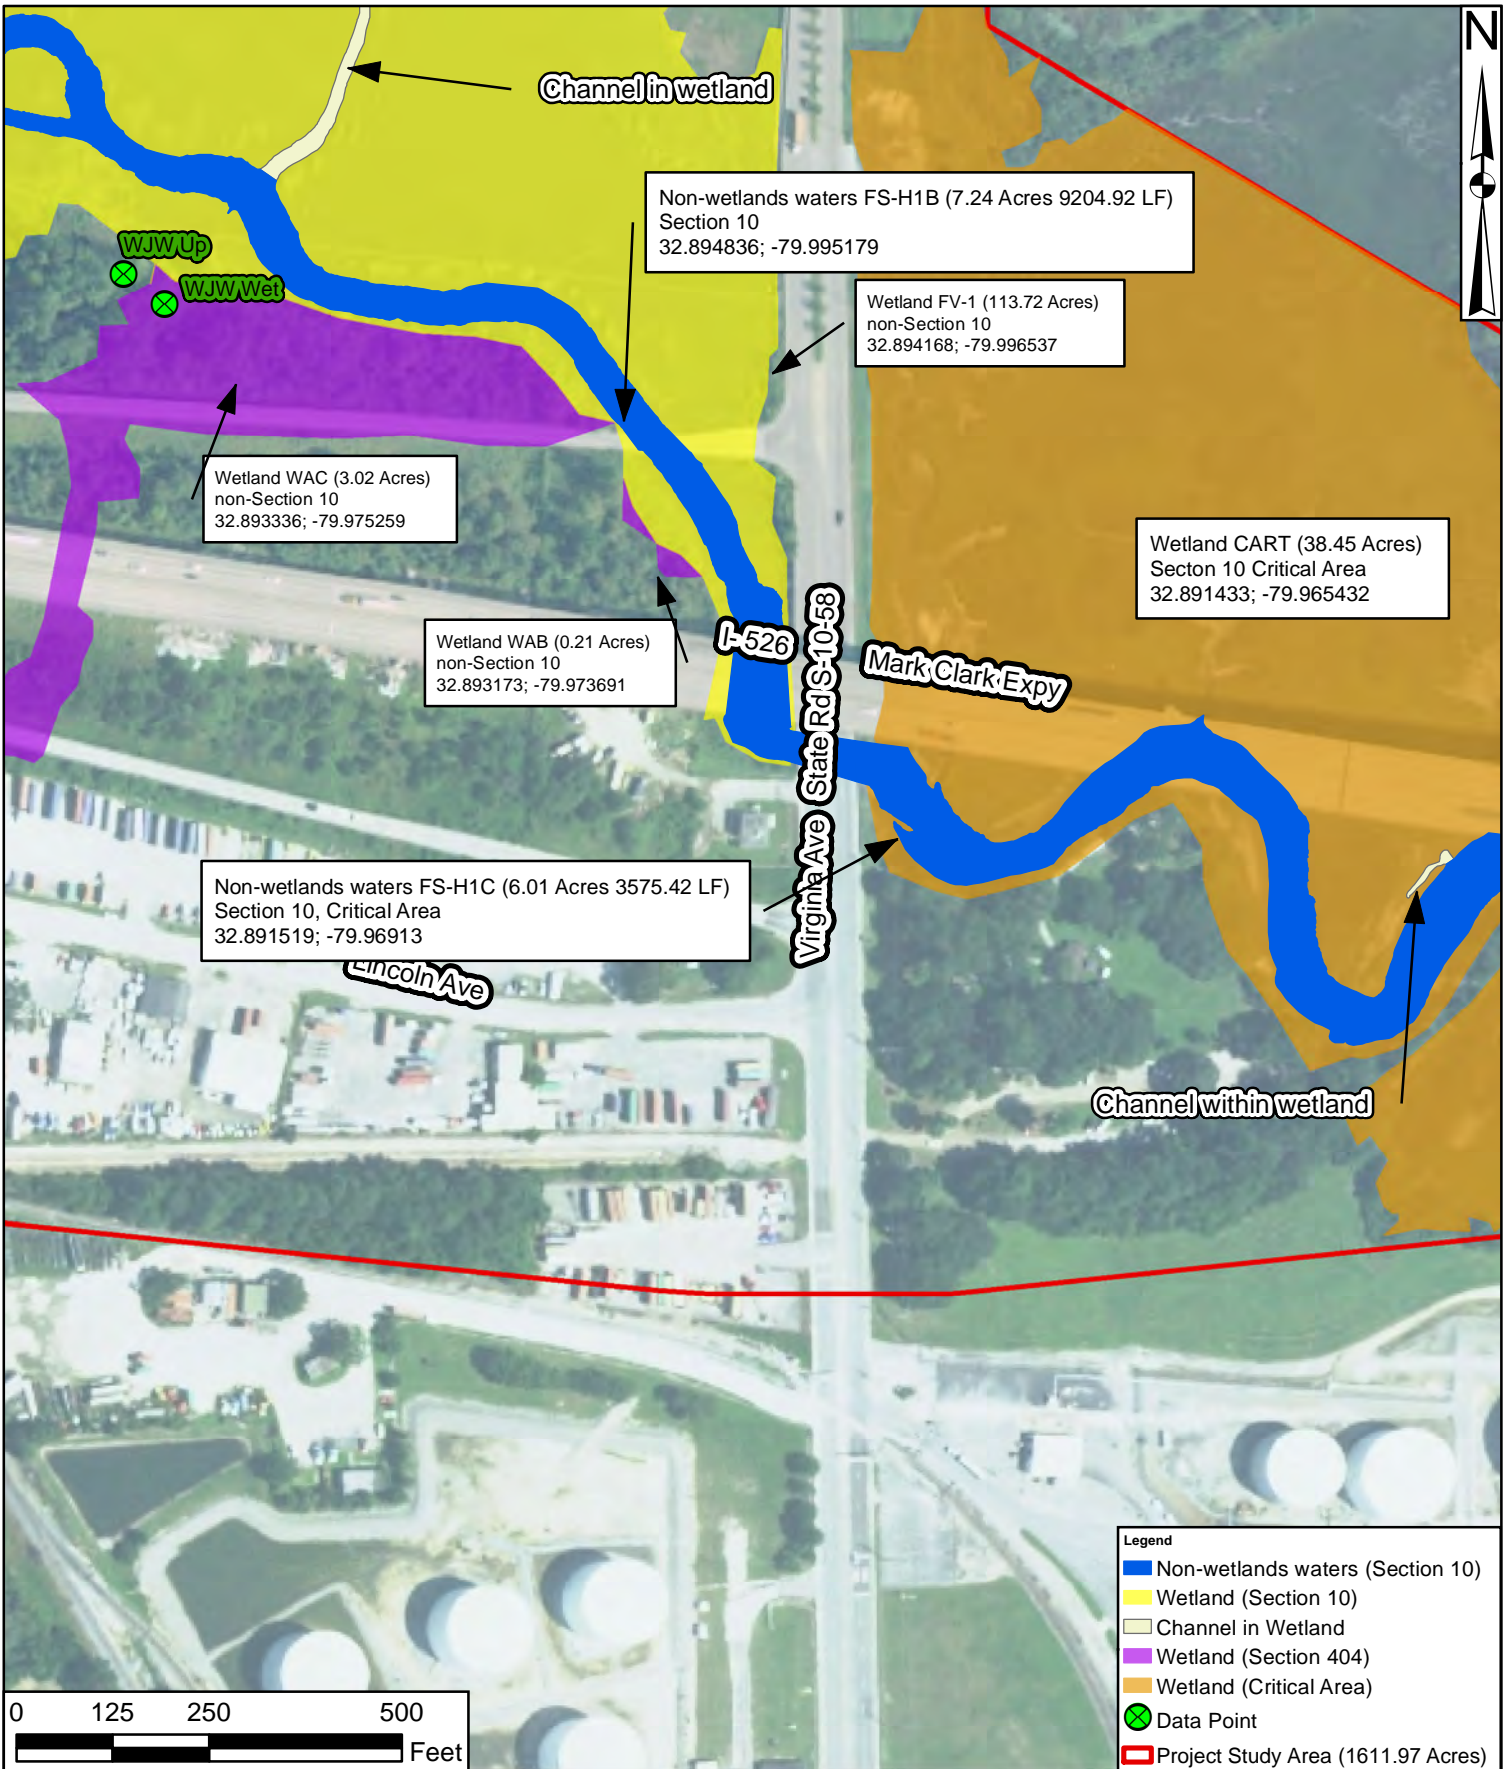 N
Channel in wetland
Non-wetlands waters FS-H1B (7.24 Acres 9204.92 LF)
Section 10
32.894836; -79.995179
WJW Up
WJW Wet
Wetland FV-1 (113.72 Acres)
non-Section 10
32.894168; -79.996537
Wetland WAC (3.02 Acres)
non-Section 10
32.893336; -79.975259
Wetland CART (38.45 Acres)
Secton 10 Critical Area
32.891433; -79.965432
Wetland WAB (0.21 Acres)
non-Section 10
32.893173; -79.973691
I- 526
State Rd S-10-58
Mark Clark Expy
Virginia Ave
Non-wetlands waters FS-H1C (6.01 Acres 3575.42 LF)
Section 10, Critical Area
32.891519; -79.96913
Lincoln Ave
Channel within wetland
Legend
Non-wetlands waters (Section 10)
Wetland (Section 10)
Channel in Wetland
Wetland (Section 404)
Wetland (Critical Area)
Data Point
Project Study Area (1611.97 Acres)
0 125 250 500
Feet